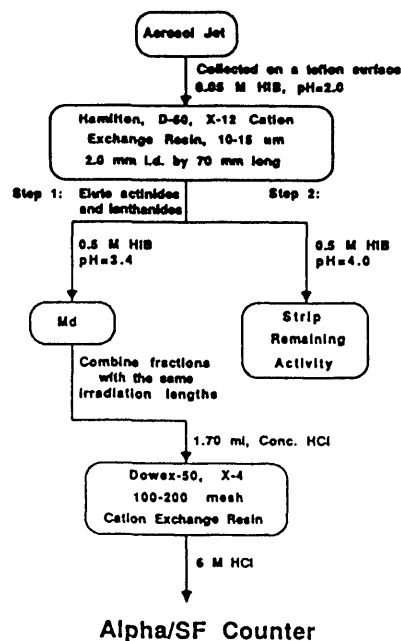 Aerosol Jet
Collected on a teflon surface
0.05 M HIB, pH=2.0
Hamilton, D-50, X-12 Cation
Exchange Resin, 10-15 um
2.0 mm i.d. by 70 mm long
Step 1: Elute actinides
and lanthanides
Step 2:
0.5 M HIB
pH=3.4
0.5 M HIB
pH=4.0
Md
Strip
Remaining
Activity
Combine fractions
with the same
irradiation lengths
1.70 ml, Conc. HCl
Dowex-50, X-4
100-200 mesh
Cation Exchange Resin
6 M HCl
Alpha/SF Counter